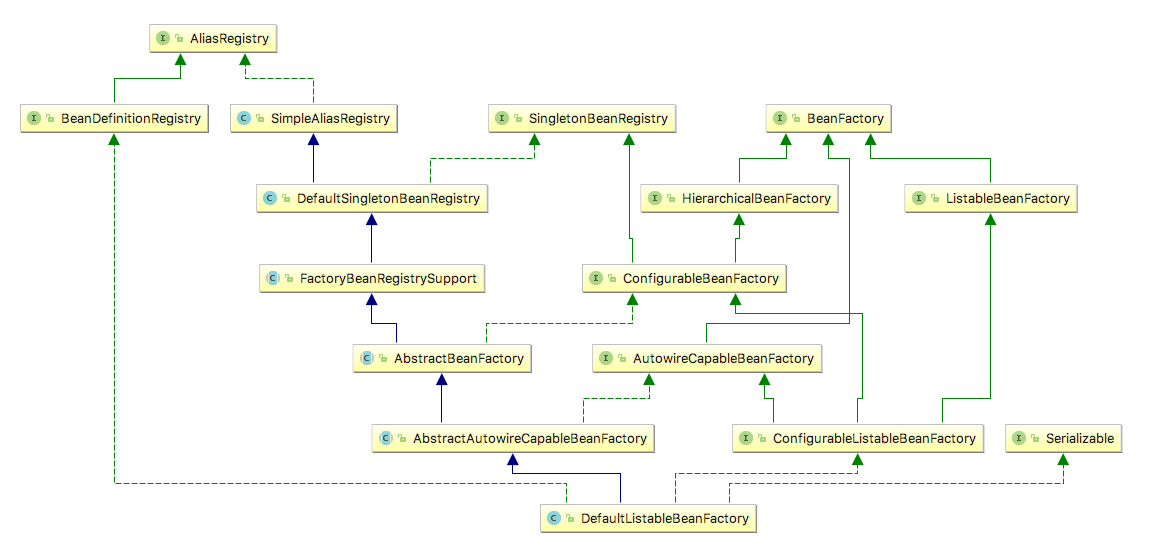 I AliasRegistry
I BeanDefinitionRegistry
C SimpleAliasRegistry
I SingletonBeanRegistry
I BeanFactory
C DefaultSingletonBeanRegistry
I HierarchicalBeanFactory
I ListableBeanFactory
C FactoryBeanRegistrySupport
I ConfigurableBeanFactory
C AbstractBeanFactory
I AutowireCapableBeanFactory
C AbstractAutowireCapableBeanFactory
I ConfigurableListableBeanFactory
I Serializable
C DefaultListableBeanFactory